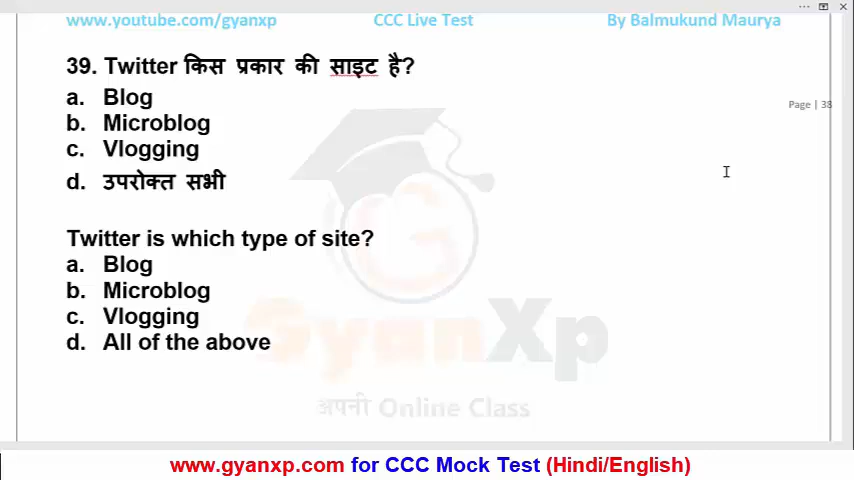 www.youtube.com/gyanxp CCC Live Test By Balmukund Maurya
39. Twitter किस प्रकार की साइट है?
a. Blog
Page | 38
b. Microblog
c. Vlogging
d. उपरोक्त सभी
Twitter is which type of site?
a. Blog
b. Microblog
c. Vlogging
d. All of the above
GyanXp
अपनी Online Class
www.gyanxp.com for CCC Mock Test (Hindi/English)